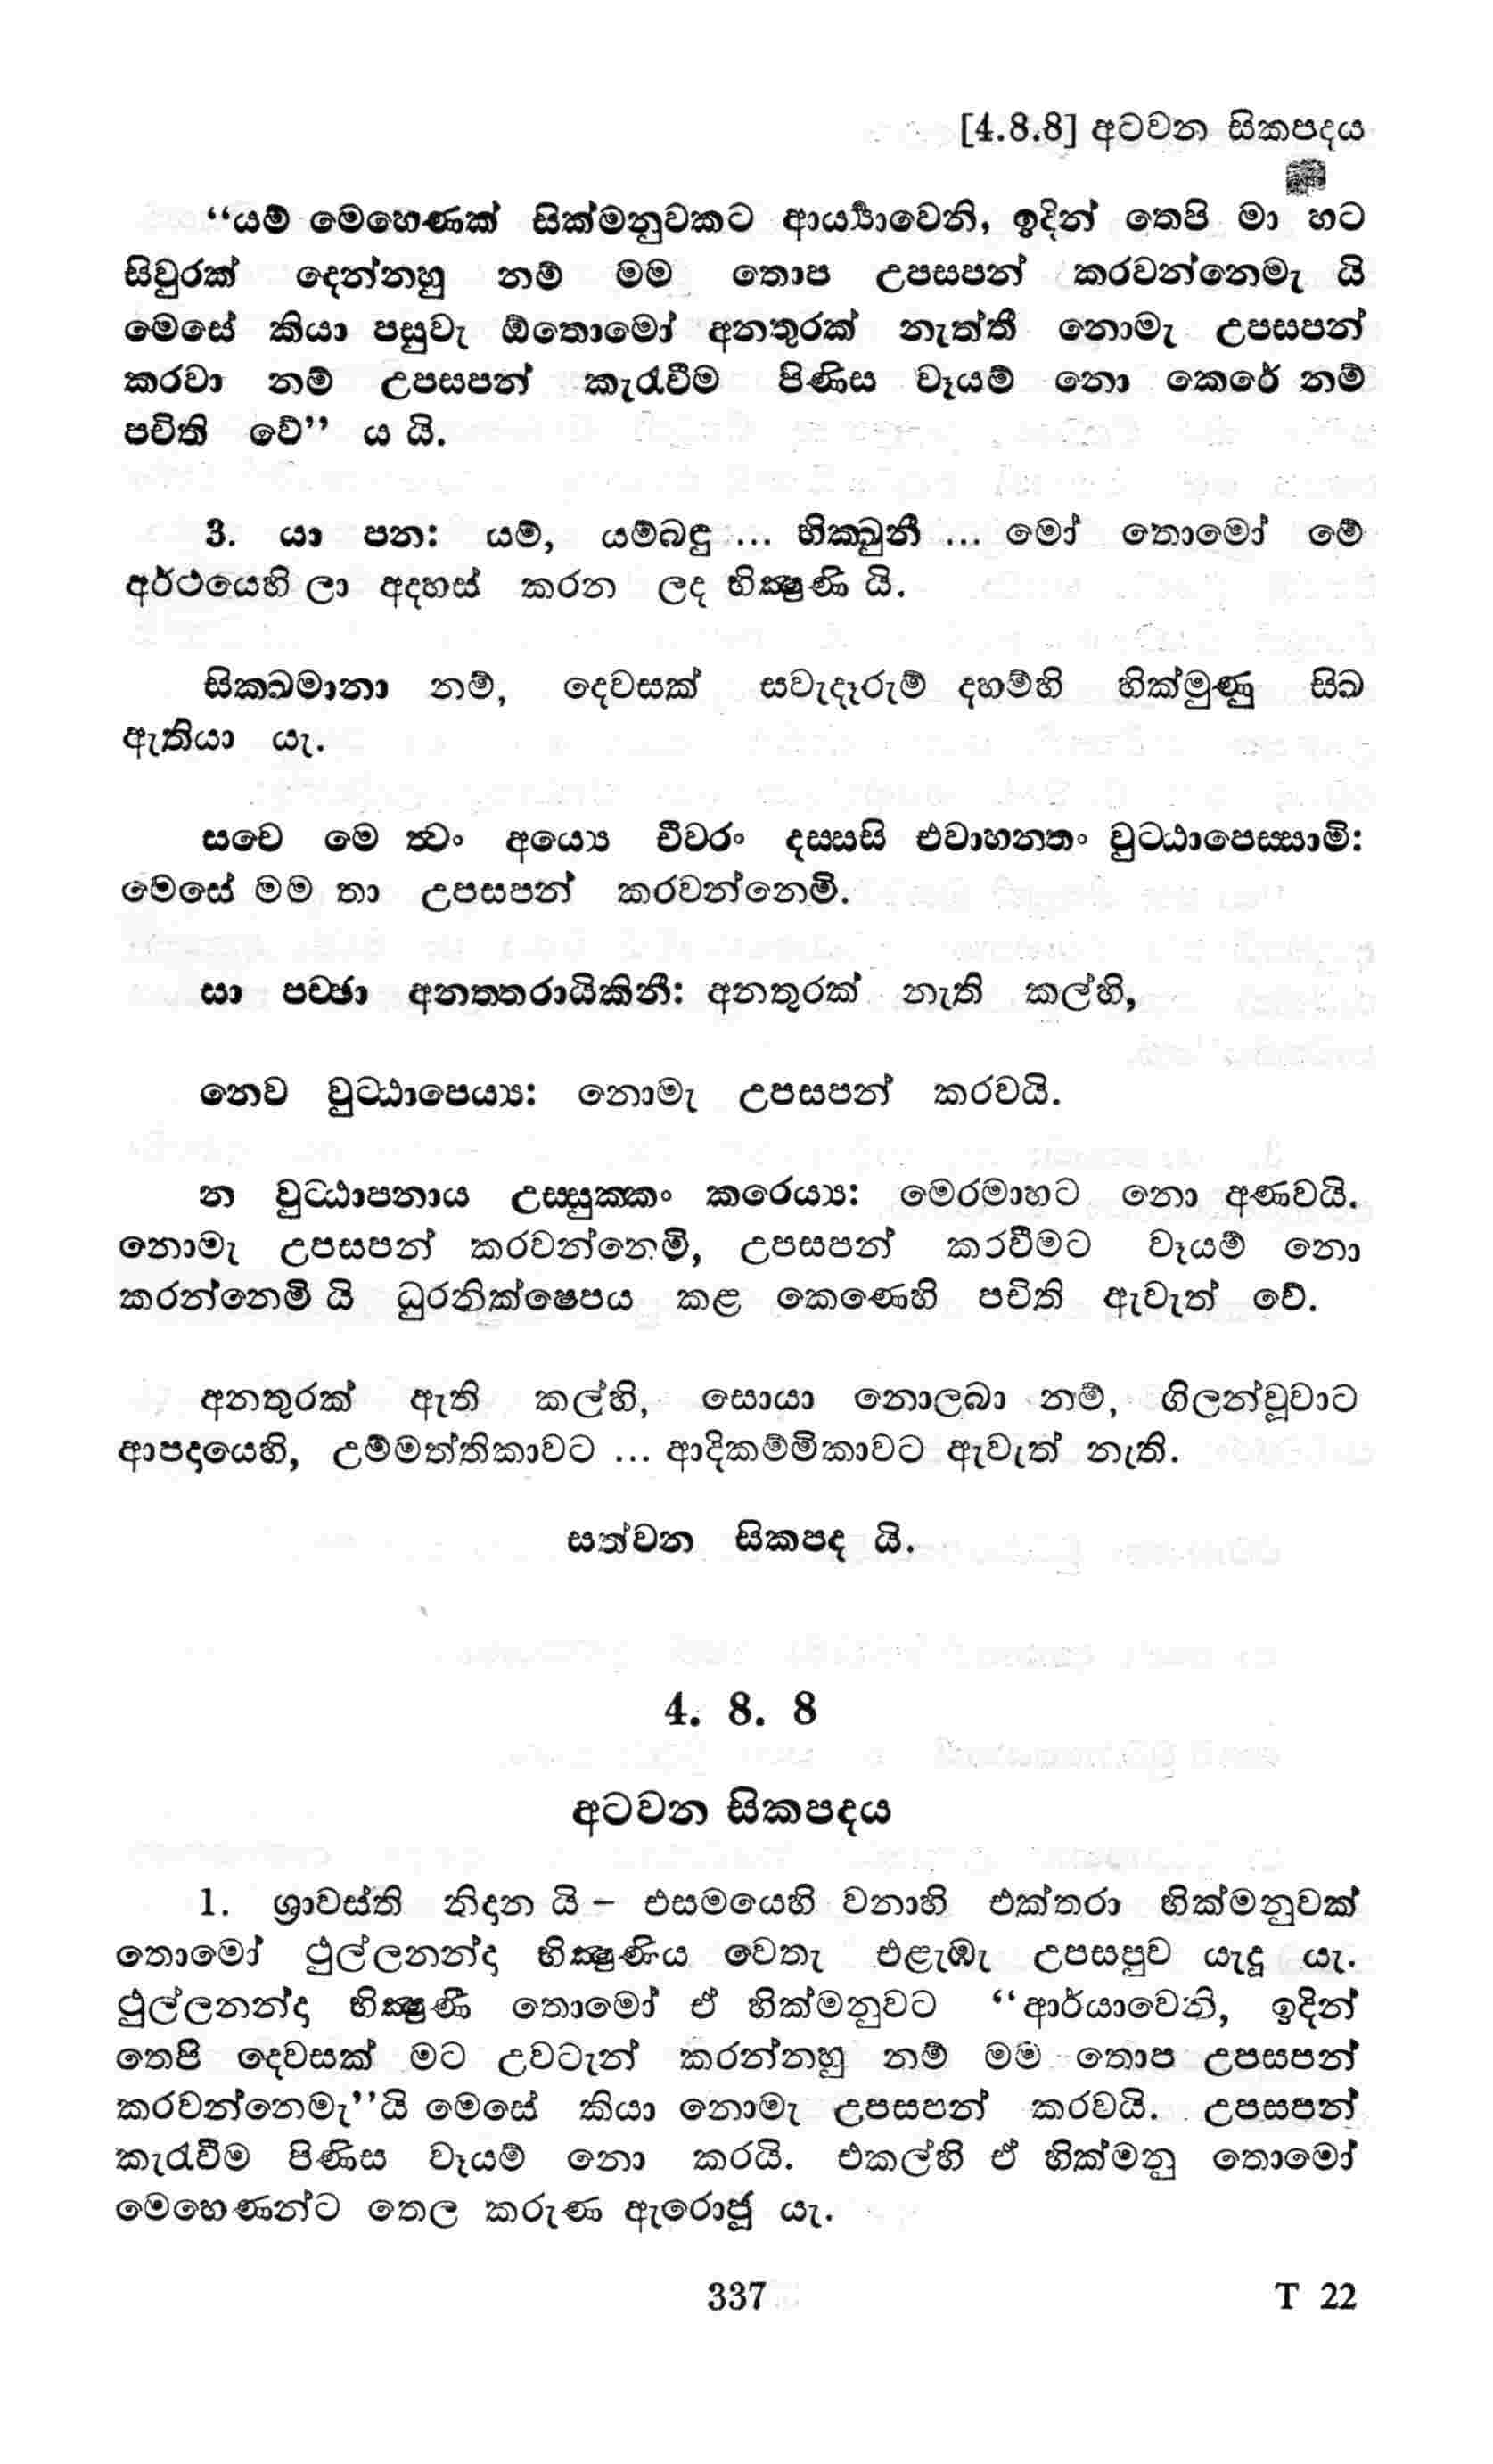 [4.8.8] අටවන සිකපදය
“යම් මෙහෙණක් සික්මනුවකට ආර්‍ය්‍යාවෙනි, ඉදින් තෙපි මා හට
සිවුරක් දෙන්නහු නම් මම තොප උපසපන් කරවන්නෙමැ යි
මෙසේ කියා පසුවැ ඕතොමෝ අනතුරක් නැත්තී නොමැ උපසපන්
කරවා නම් උපසපන් කැරැවීම පිණිස වෑයම් නො කෙරේ නම්
පචිති වේ” ය යි.
3. යා පන: යම්, යම්බඳු ... භික්ඛුනී ... මෝ තොමෝ මේ
අර්ථයෙහි ලා අදහස් කරන ලද භික්‍ෂුණි යි.
සික්ඛමානා නම්, දෙවසක් සවැදෑරුම් දහම්හි හික්මුණු සිඛ
ඇතියා යැ.
සචෙ මෙ ත්‍වං අය්‍යෙ චීවරං දස්සසි එවාහන්තං වුට්ඨාපෙස්සාමි:
මෙසේ මම තා උපසපන් කරවන්නෙමි.
සා පච්ඡා අනන්තරායිකිනී: අනතුරක් නැති කල්හි,
නෙව වුට්ඨාපෙය්‍ය: නොමැ උපසපන් කරවයි.
න වුට්ඨාපනාය උස්සුක්කං කරෙය්‍ය: මෙරමාහට නො අණවයි.
නොමැ උපසපන් කරවන්නෙමි, උපසපන් කරවීමට වෑයම් නො
කරන්නෙමි යි ධුරනික්ෂෙපය කළ කෙණෙහි පචිති ඇවැත් වේ.
අනතුරක් ඇති කල්හි, සොයා නොලබා නම්, ගිලන්වූවාට
ආපදායෙහි, උම්මත්තිකාවට ... ආදිකම්මිකාවට ඇවැත් නැති.
සත්වන සිකපද යි.
4. 8. 8
අටවන සිකපදය
1. ශ්‍රාවස්ති නිදාන යි – එසමයෙහි වනාහි එක්තරා හික්මනුවක්
තොමෝ ථුල්ලනන්දා භික්‍ෂුණිය වෙතැ එළැඹැ උපසපුව යැදූ යැ.
ථුල්ලනන්දා භික්‍ෂුණී තොමෝ ඒ හික්මනුවට “ආර්යාවෙනි, ඉදින්
තෙපි දෙවසක් මට උවටැන් කරන්නහු නම් මම තොප උපසපන්
කරවන්නෙමැ”යි මෙසේ කියා නොමැ උපසපන් කරවයි. උපසපන්
කැරැවීම පිණිස වෑයම් නො කරයි. එකල්හි ඒ හික්මනු තොමෝ
මෙහෙණන්ට තෙල කරුණ ඇරොජූ යැ.
337 T 22